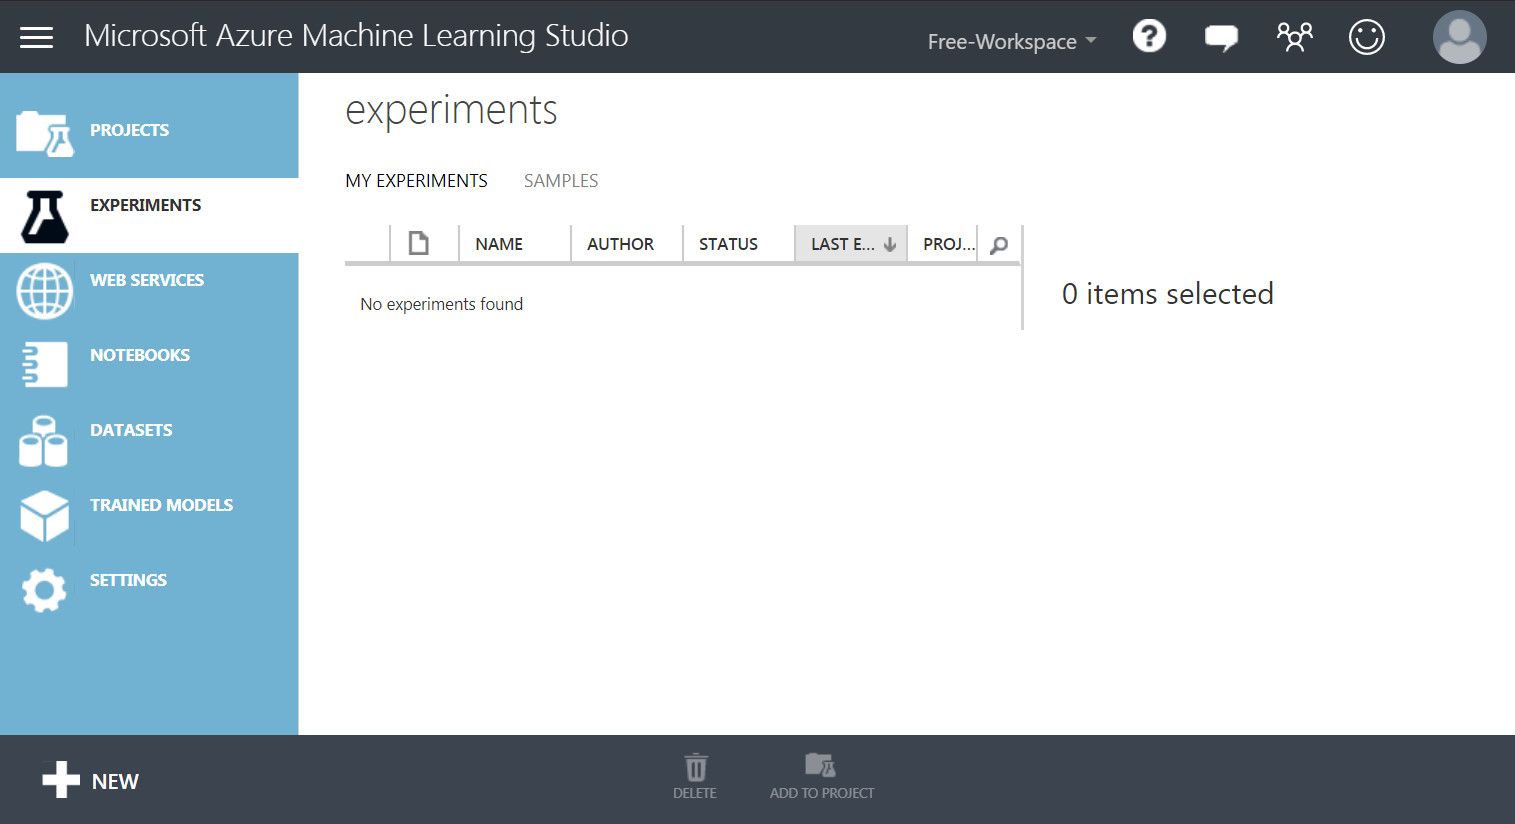 Microsoft Azure Machine Learning Studio
Free-Workspace
?
PROJECTS
EXPERIMENTS
WEB SERVICES
NOTEBOOKS
DATASETS
TRAINED MODELS
SETTINGS
experiments
MY EXPERIMENTS SAMPLES
NAME AUTHOR STATUS LAST E... PROJ...
No experiments found
0 items selected
NEW
DELETE
ADD TO PROJECT